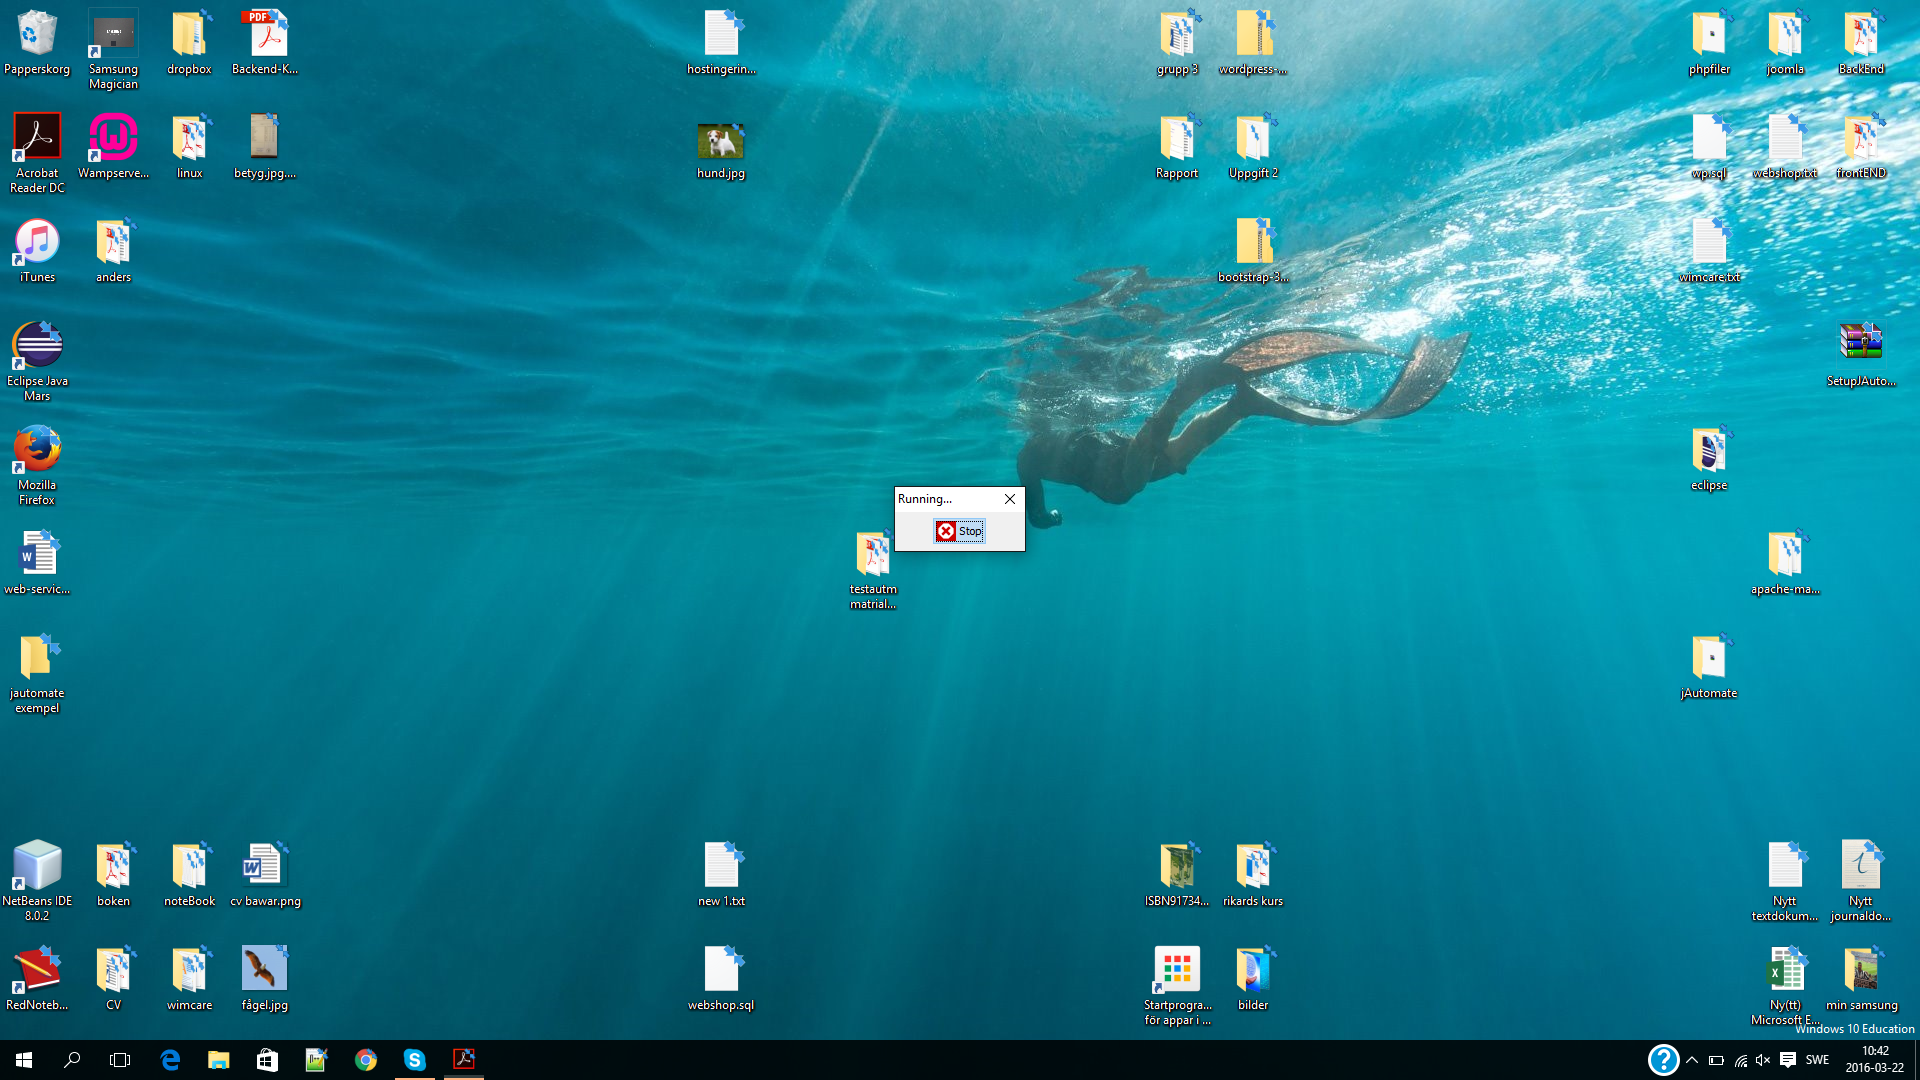 Papperskorg
Samsung
Magician
dropbox
PDF
Backend-K...
hostingerin...
grupp 3
wordpress-...
phpfiler
joomla
BackEnd
Acrobat
Reader DC
Wampserve...
linux
betyg.jpg....
hund.jpg
Rapport
Uppgift 2
wp.sql
webshop.txt
frontEND
iTunes
anders
bootstrap-3...
wimcare.txt
Eclipse Java
Mars
SetupJAuto...
Mozilla
Firefox
eclipse
Running...
Stop
web-servic...
testautm
matrial...
apache-ma...
jautomate
exempel
jAutomate
NetBeans IDE
8.0.2
boken
noteBook
cv bawar.png
new 1.txt
ISBN91734...
rikards kurs
Nytt
textdokum...
Nytt
journaldo...
RedNoteb...
CV
wimcare
fågel.jpg
webshop.sql
Startprogra...
för appar i ...
bilder
Ny(tt)
Microsoft E...
min samsung
Windows 10 Education
SWE
10:42
2016-03-22